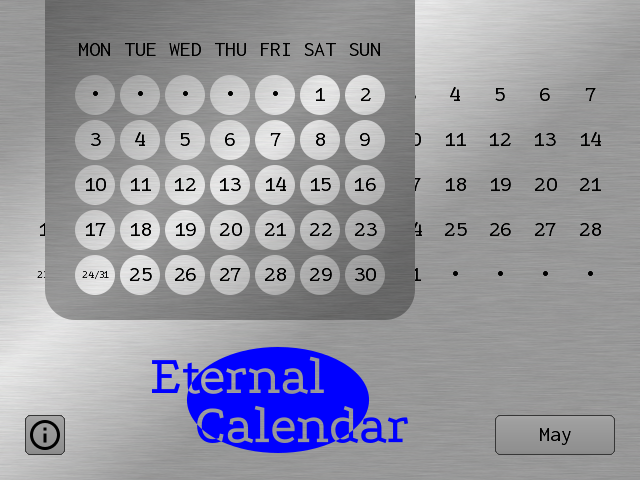 MON TUE WED THU FRI SAT SUN
• • • • • 1 2 4 5 6 7
3 4 5 6 7 8 9 11 12 13 14
10 11 12 13 14 15 16 18 19 20 21
17 18 19 20 21 22 23 25 26 27 28
24/31 25 26 27 28 29 30 • • • •
Eternal
Calendar
May